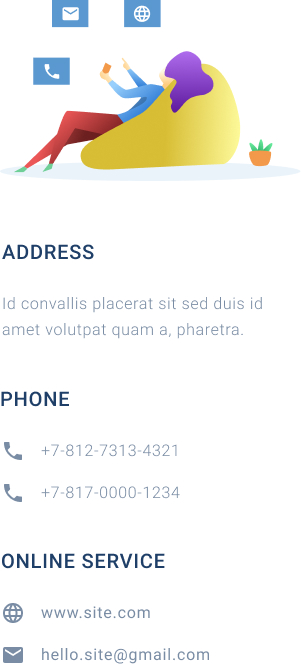 ADDRESS
Id convallis placerat sit sed duis id
amet volutpat quam a, pharetra.
PHONE
+7-812-7313-4321
+7-817-0000-1234
ONLINE SERVICE
www.site.com
hello.site@gmail.com